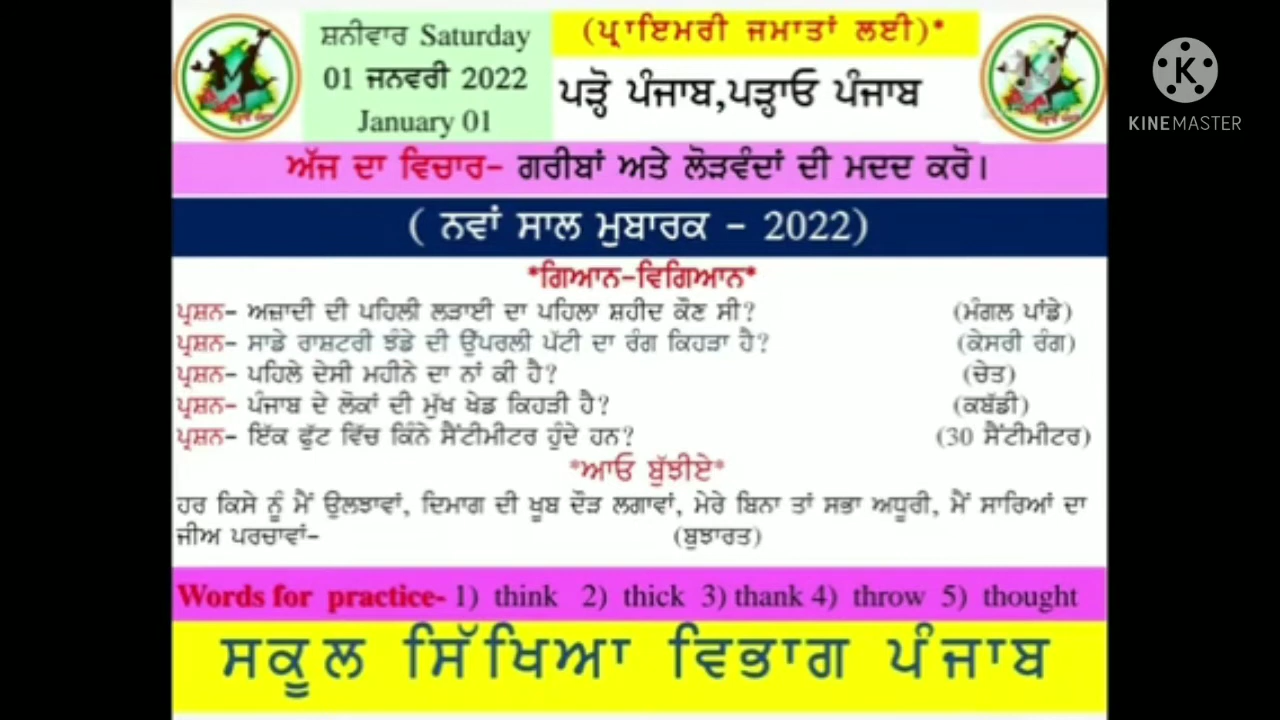 ਸ਼ਨੀਵਾਰ Saturday
01 ਜਨਵਰੀ 2022
January 01
(ਪ੍ਰਾਇਮਰੀ ਜਮਾਤਾਂ ਲਈ)*
ਪੜ੍ਹੋ ਪੰਜਾਬ,ਪੜ੍ਹਾਓ ਪੰਜਾਬ
KINEMASTER
ਅੱਜ ਦਾ ਵਿਚਾਰ- ਗਰੀਬਾਂ ਅਤੇ ਲੋੜਵੰਦਾਂ ਦੀ ਮਦਦ ਕਰੋ।
( ਨਵਾਂ ਸਾਲ ਮੁਬਾਰਕ - 2022)
*ਗਿਆਨ-ਵਿਗਿਆਨ*
ਪ੍ਰਸ਼ਨ- ਅਜ਼ਾਦੀ ਦੀ ਪਹਿਲੀ ਲੜਾਈ ਦਾ ਪਹਿਲਾ ਸ਼ਹੀਦ ਕੌਣ ਸੀ? (ਮੰਗਲ ਪਾਂਡੇ)
ਪ੍ਰਸ਼ਨ- ਸਾਡੇ ਰਾਸ਼ਟਰੀ ਝੰਡੇ ਦੀ ਉੱਪਰਲੀ ਪੱਟੀ ਦਾ ਰੰਗ ਕਿਹੜਾ ਹੈ? (ਕੇਸਰੀ ਰੰਗ)
ਪ੍ਰਸ਼ਨ- ਪਹਿਲੇ ਦੇਸੀ ਮਹੀਨੇ ਦਾ ਨਾਂ ਕੀ ਹੈ? (ਚੇਤ)
ਪ੍ਰਸ਼ਨ- ਪੰਜਾਬ ਦੇ ਲੋਕਾਂ ਦੀ ਮੁੱਖ ਖੇਡ ਕਿਹੜੀ ਹੈ? (ਕਬੱਡੀ)
ਪ੍ਰਸ਼ਨ- ਇੱਕ ਫੁੱਟ ਵਿੱਚ ਕਿੰਨੇ ਸੈਂਟੀਮੀਟਰ ਹੁੰਦੇ ਹਨ? (30 ਸੈਂਟੀਮੀਟਰ)
*ਆਓ ਬੁੱਝੀਏ*
ਹਰ ਕਿਸੇ ਨੂੰ ਮੈਂ ਉਲਝਾਵਾਂ, ਦਿਮਾਗ ਦੀ ਖੂਬ ਦੌੜ ਲਗਾਵਾਂ, ਮੇਰੇ ਬਿਨਾ ਤਾਂ ਸਭਾ ਅਧੂਰੀ, ਮੈਂ ਸਾਰਿਆਂ ਦਾ
ਜੀਅ ਪਰਚਾਵਾਂ- (ਬੁਝਾਰਤ)
Words for practice- 1) think 2) thick 3) thank 4) throw 5) thought
ਸਕੂਲ ਸਿੱਖਿਆ ਵਿਭਾਗ ਪੰਜਾਬ